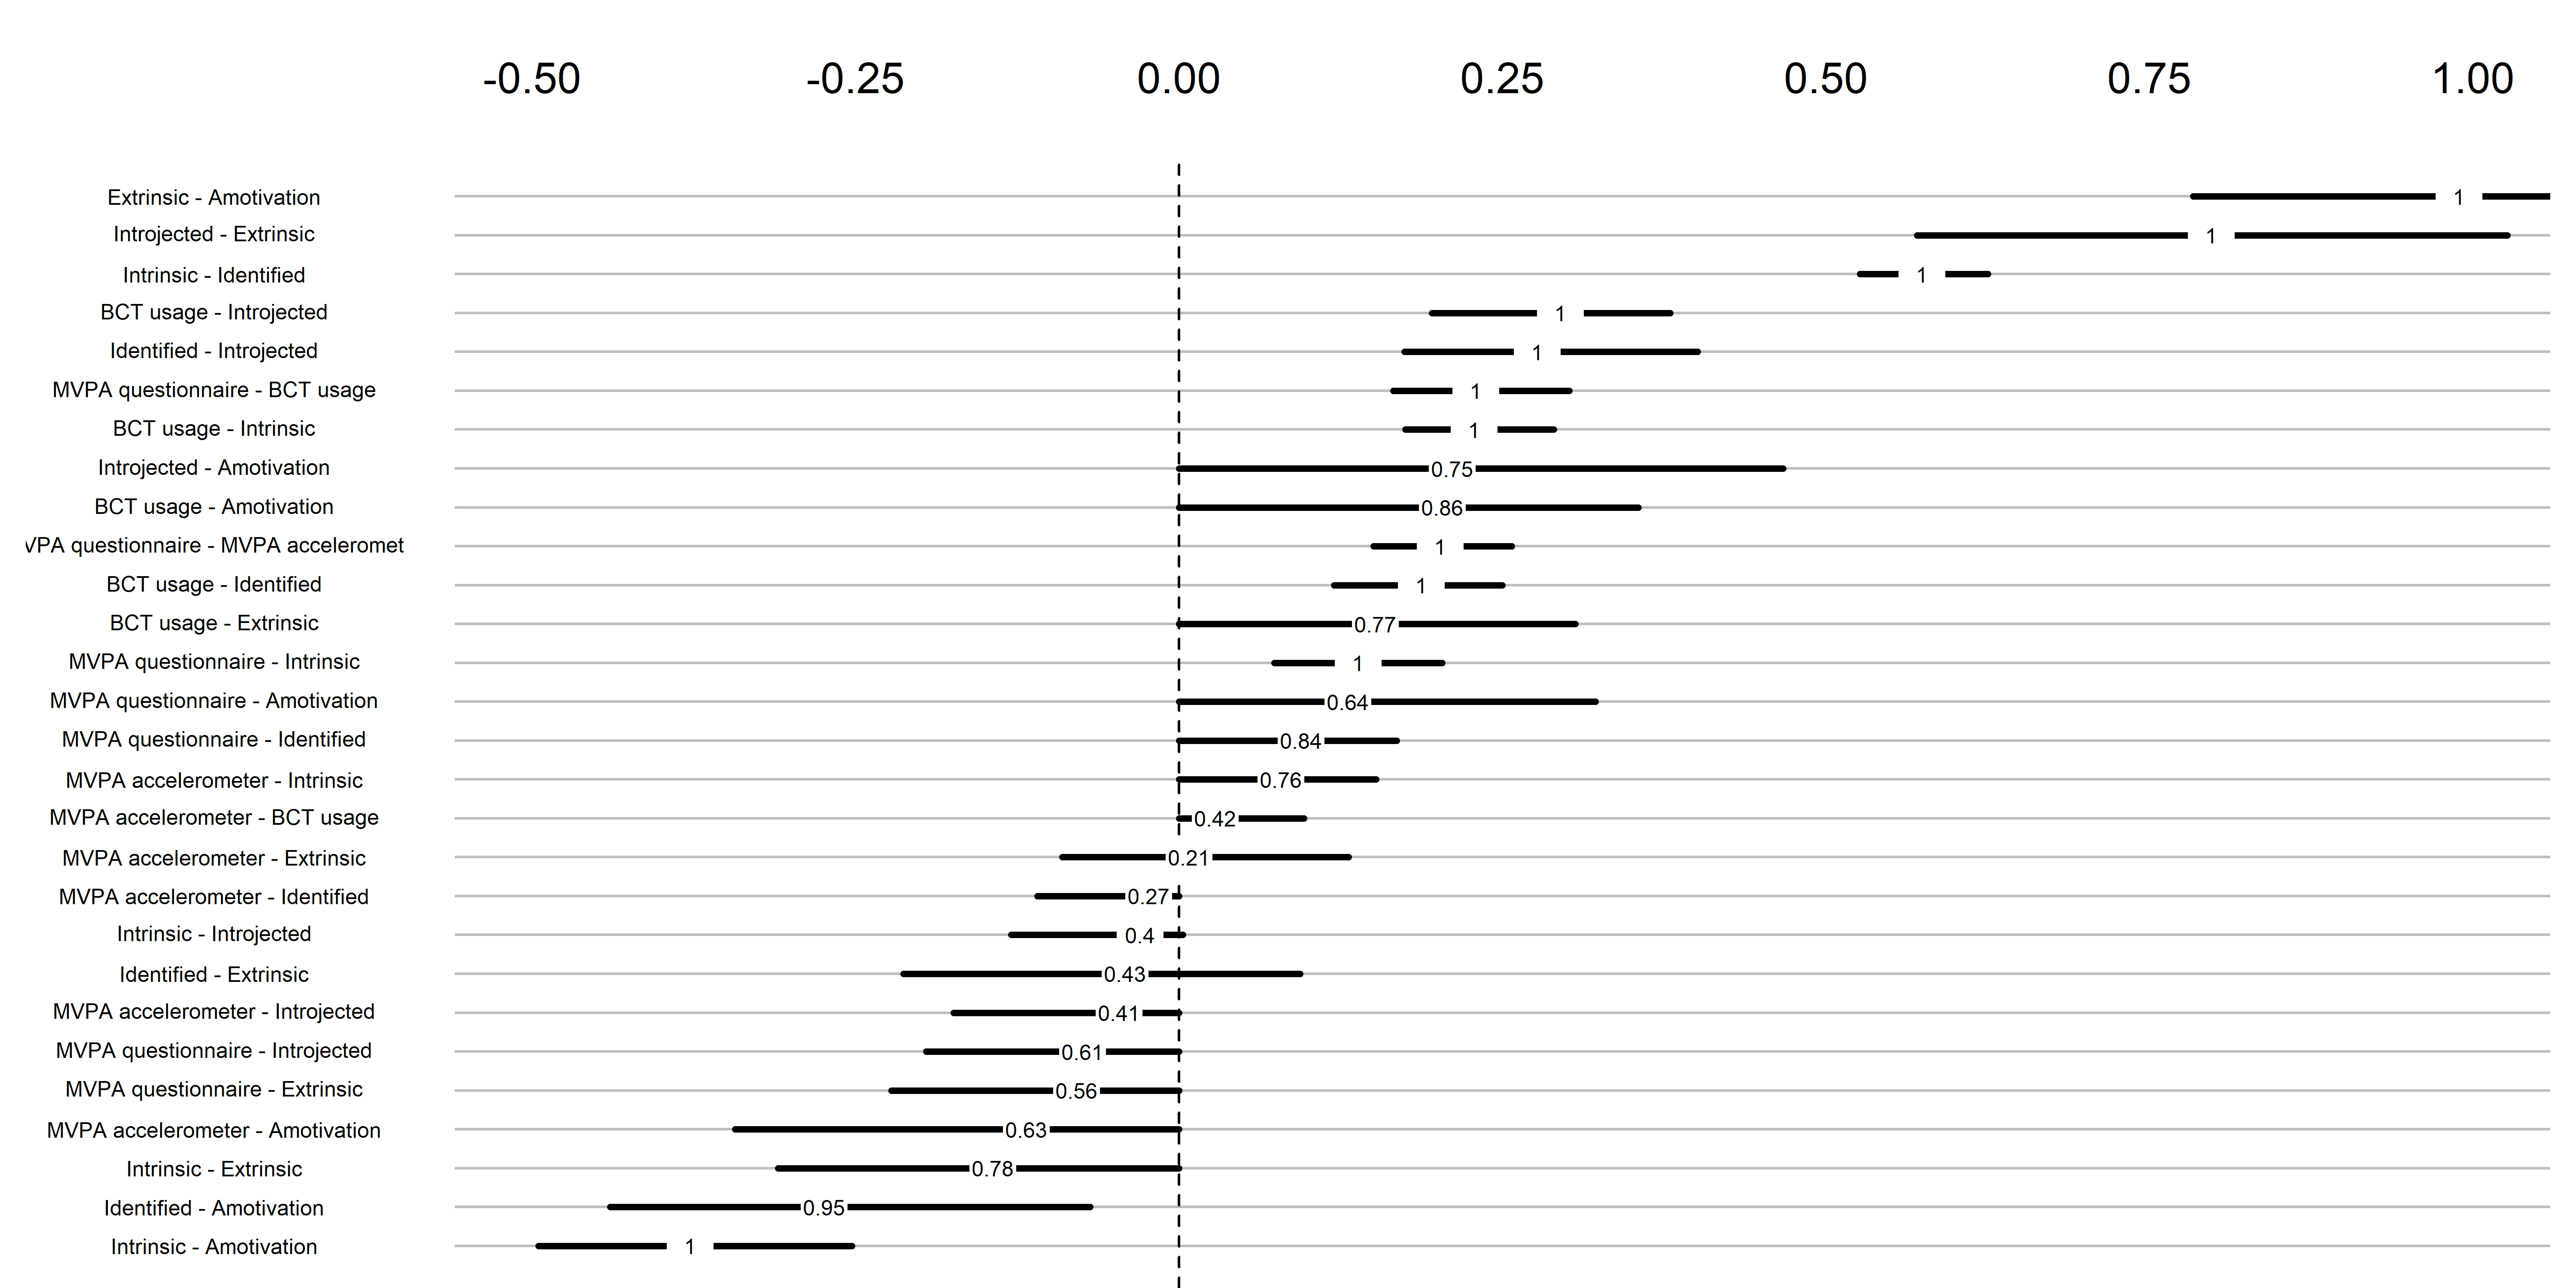 -0.50 -0.25 0.00 0.25 0.50 0.75 1.00
Extrinsic - Amotivation 1
Introjected - Extrinsic 1
Intrinsic - Identified 1
BCT usage - Introjected 1
Identified - Introjected 1
MVPA questionnaire - BCT usage 1
BCT usage - Intrinsic 1
Introjected - Amotivation 0.75
BCT usage - Amotivation 0.86
VPA questionnaire - MVPA acceleromet 1
BCT usage - Identified 1
BCT usage - Extrinsic 0.77
MVPA questionnaire - Intrinsic 1
MVPA questionnaire - Amotivation 0.64
MVPA questionnaire - Identified 0.84
MVPA accelerometer - Intrinsic 0.76
MVPA accelerometer - BCT usage 0.42
MVPA accelerometer - Extrinsic 0.21
MVPA accelerometer - Identified 0.27
Intrinsic - Introjected 0.4
Identified - Extrinsic 0.43
MVPA accelerometer - Introjected 0.41
MVPA questionnaire - Introjected 0.61
MVPA questionnaire - Extrinsic 0.56
MVPA accelerometer - Amotivation 0.63
Intrinsic - Extrinsic 0.78
Identified - Amotivation 0.95
Intrinsic - Amotivation 1